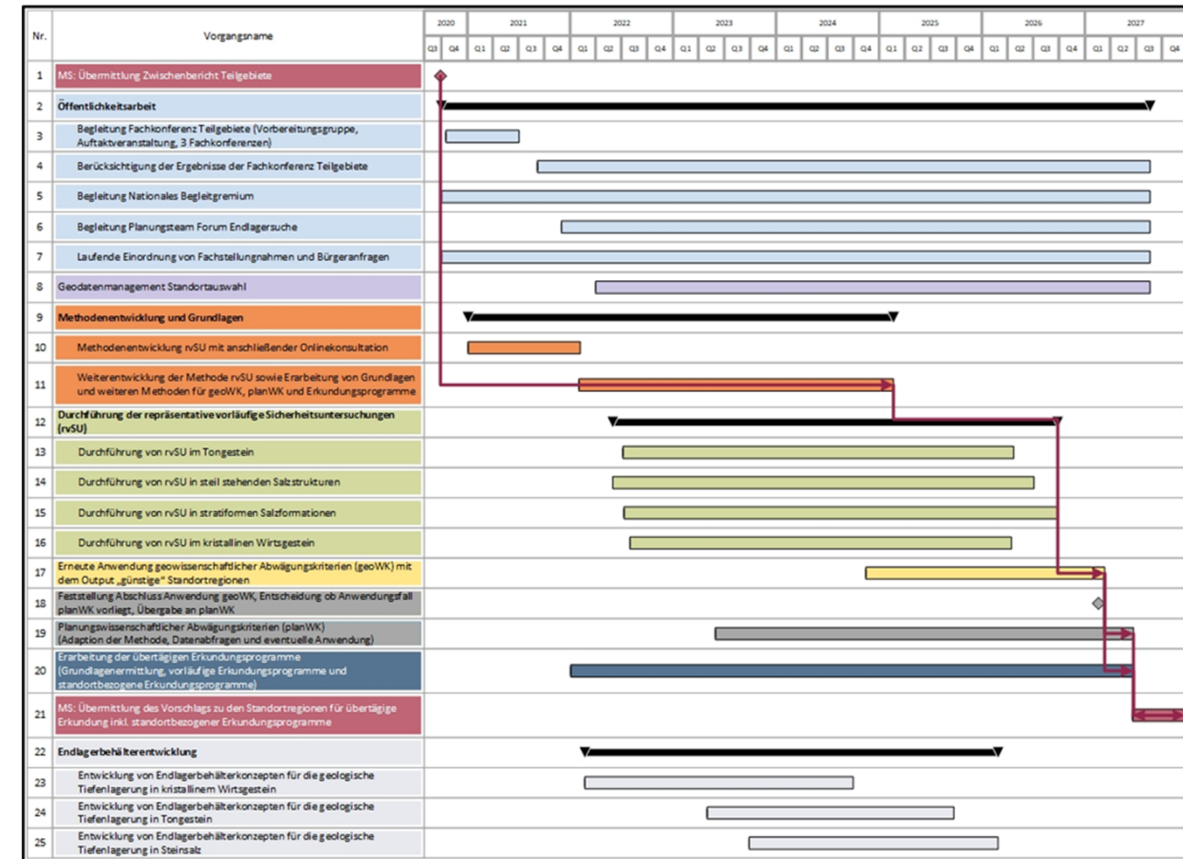 Nr.
Vorgangsname
2020 2021 2022 2023 2024 2025 2026 2027
Q3 Q4 Q1 Q2 Q3 Q4 Q1 Q2 Q3 Q4 Q1 Q2 Q3 Q4 Q1 Q2 Q3 Q4 Q1 Q2 Q3 Q4 Q1 Q2 Q3 Q4 Q1 Q2 Q3 Q4
1 MS: Übermittlung Zwischenbericht Teilgebiete
2 Öffentlichkeitsarbeit
3 Begleitung Fachkonferenz Teilgebiete (Vorbereitungsgruppe,
Auftaktveranstaltung, 3 Fachkonferenzen)
4 Berücksichtigung der Ergebnisse der Fachkonferenz Teilgebiete
5 Begleitung Nationales Begleitgremium
6 Begleitung Planungsteam Forum Endlagersuche
7 Laufende Einordnung von Fachstellungnahmen und Bürgeranfragen
8 Geodatenmanagement Standortauswahl
9 Methodenentwicklung und Grundlagen
10 Methodenentwicklung rvSU mit anschließender Onlinekonsultation
11 Weiterentwicklung der Methode rvSU sowie Erarbeitung von Grundlagen
und weiteren Methoden für geoWK, planWK und Erkundungsprogramme
12 Durchführung der repräsentative vorläufige Sicherheitsuntersuchungen
(rvSU)
13 Durchführung von rvSU im Tongestein
14 Durchführung von rvSU in steil stehenden Salzstrukturen
15 Durchführung von rvSU in stratiformen Salzformationen
16 Durchführung von rvSU im kristallinen Wirtsgestein
17 Erneute Anwendung geowissenschaftlicher Abwägungskriterien (geoWK) mit
dem Output „günstige“ Standortregionen
18 Feststellung Abschluss Anwendung geoWK, Entscheidung ob Anwendungsfall
planWK vorliegt, Übergabe an planWK
19 Planungswissenschaftlicher Abwägungskriterien (planWK)
(Adaption der Methode, Datenabfragen und eventuelle Anwendung)
20 Erarbeitung der übertägigen Erkundungsprogramme
(Grundlagenermittlung, vorläufige Erkundungsprogramme und
standortbezogene Erkundungsprogramme)
21 MS: Übermittlung des Vorschlags zu den Standortregionen für übertägige
Erkundung inkl. standortbezogener Erkundungsprogramme
22 Endlagerbehälterentwicklung
23 Entwicklung von Endlagerbehälterkonzepten für die geologische
Tiefenlagerung in kristallinem Wirtsgestein
24 Entwicklung von Endlagerbehälterkonzepten für die geologische
Tiefenlagerung in Tongestein
25 Entwicklung von Endlagerbehälterkonzepten für die geologische
Tiefenlagerung in Steinsalz